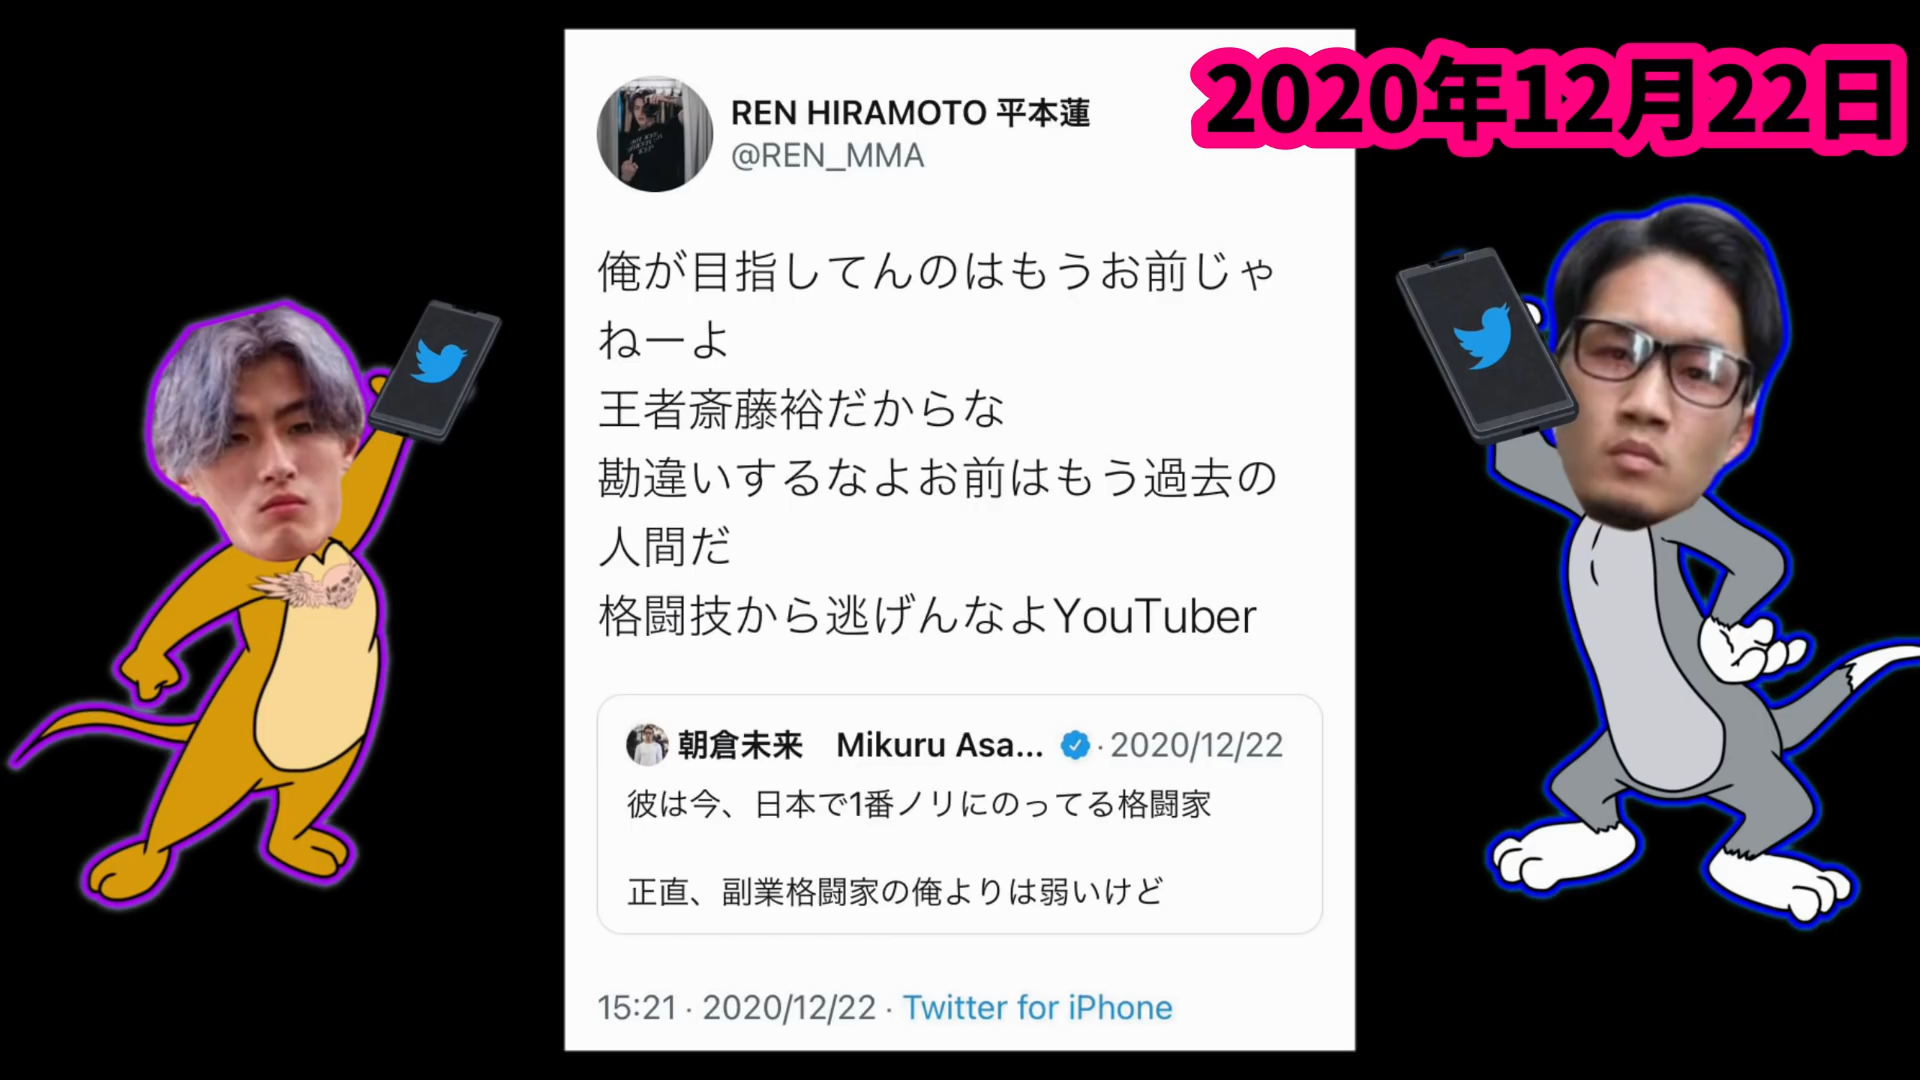 2020年12月22日
REN HIRAMOTO 平本蓮
@REN_MMA
俺が目指してんのはもうお前じゃ
ねーよ
王者斎藤裕だからな
勘違いするなよお前はもう過去の
人間だ
格闘技から逃げんなよYouTuber
朝倉未来　Mikuru Asa... · 2020/12/22
彼は今、日本で1番ノリにのってる格闘家
正直、副業格闘家の俺よりは弱いけど
15:21 · 2020/12/22 · Twitter for iPhone